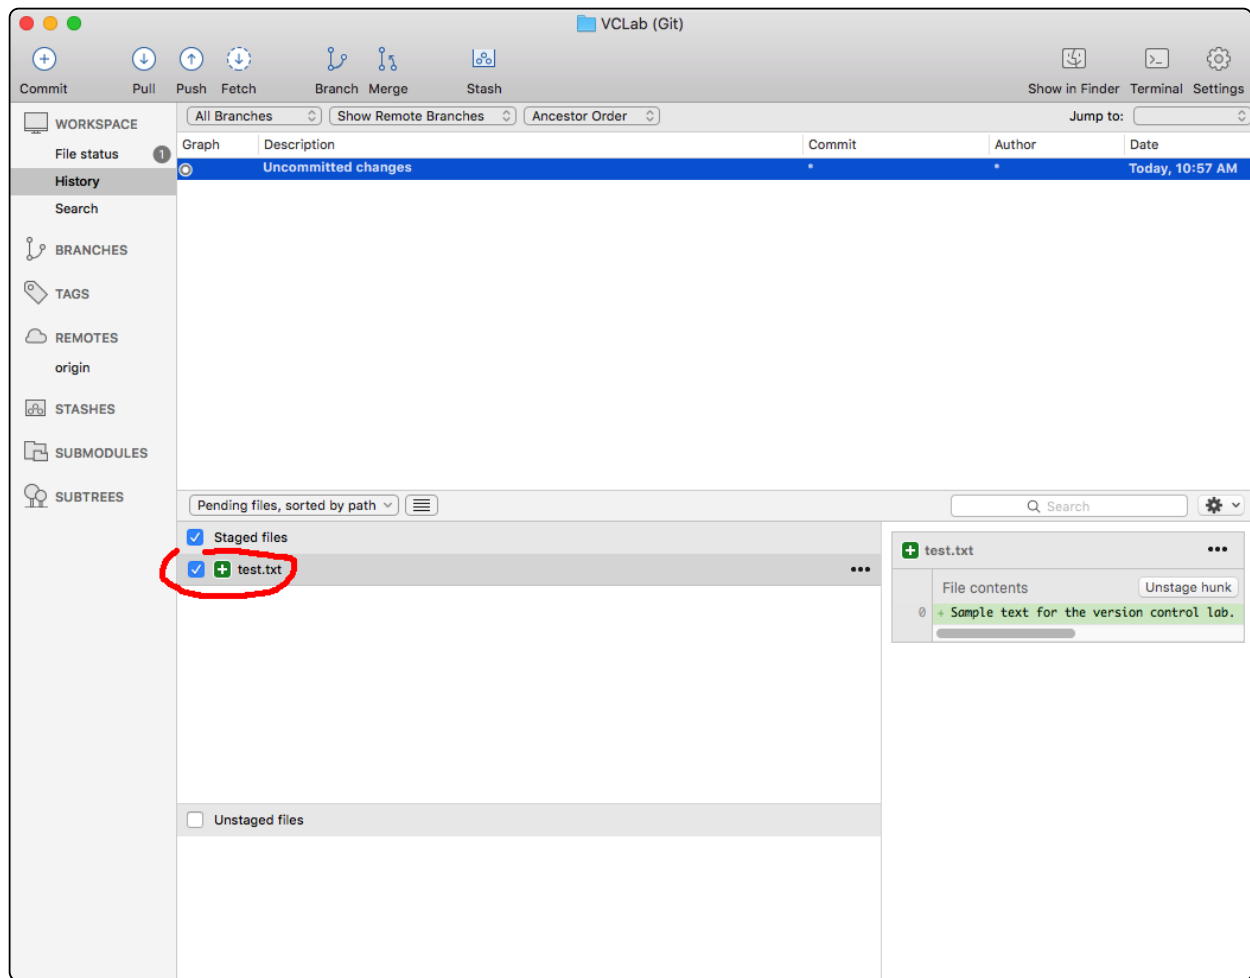 VCLab (Git)
Commit Pull Push Fetch Branch Merge Stash Show in Finder Terminal Settings
WORKSPACE
File status 1
History
Search
BRANCHES
TAGS
REMOTES
origin
STASHES
SUBMODULES
SUBTREES
All Branches Show Remote Branches Ancestor Order Jump to:
Graph Description Commit Author Date
Uncommitted changes * * Today, 10:57 AM
Pending files, sorted by path Search
Staged files
test.txt
Unstaged files
test.txt
File contents Unstage hunk
0 + Sample text for the version control lab.